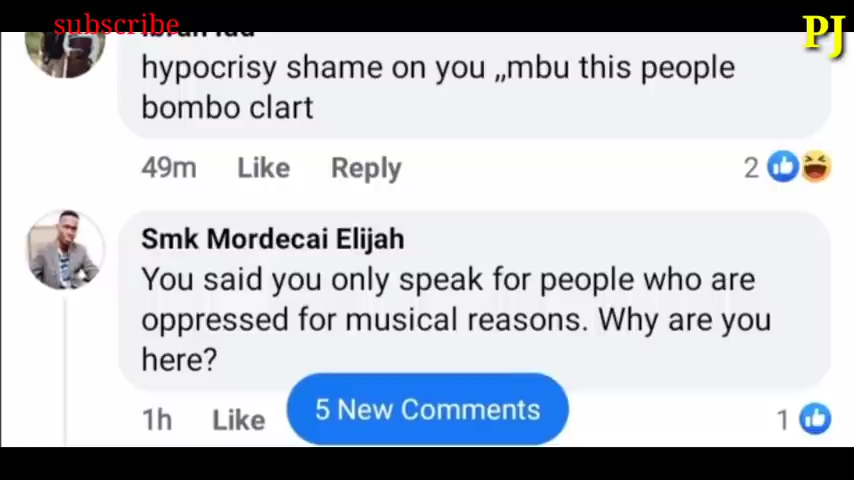 subscribe
PJ
hypocrisy shame on you ,,mbu this people
bombo clart
49m Like Reply 2
Smk Mordecai Elijah
You said you only speak for people who are
oppressed for musical reasons. Why are you
here?
5 New Comments
1h Like 1